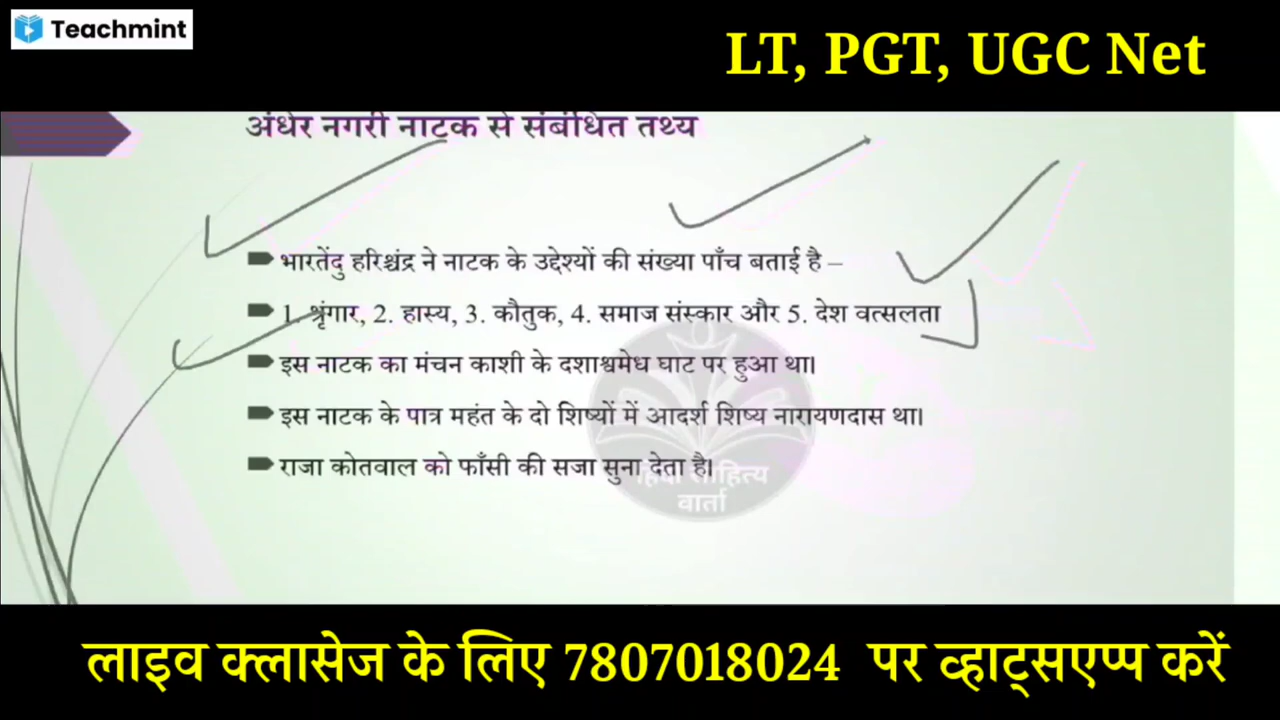 Teachmint
LT, PGT, UGC Net
अंधेर नगरी नाटक से संबंधित तथ्य
भारतेंदु हरिश्चंद्र ने नाटक के उद्देश्यों की संख्या पाँच बताई है –
1. श्रृंगार, 2. हास्य, 3. कौतुक, 4. समाज संस्कार और 5. देश वत्सलता
इस नाटक का मंचन काशी के दशाश्वमेध घाट पर हुआ था।
इस नाटक के पात्र महंत के दो शिष्यों में आदर्श शिष्य नारायणदास था।
राजा कोतवाल को फाँसी की सजा सुना देता है।
हिंदी साहित्य
वार्ता
लाइव क्लासेज के लिए 7807018024 पर व्हाट्सएप्प करें